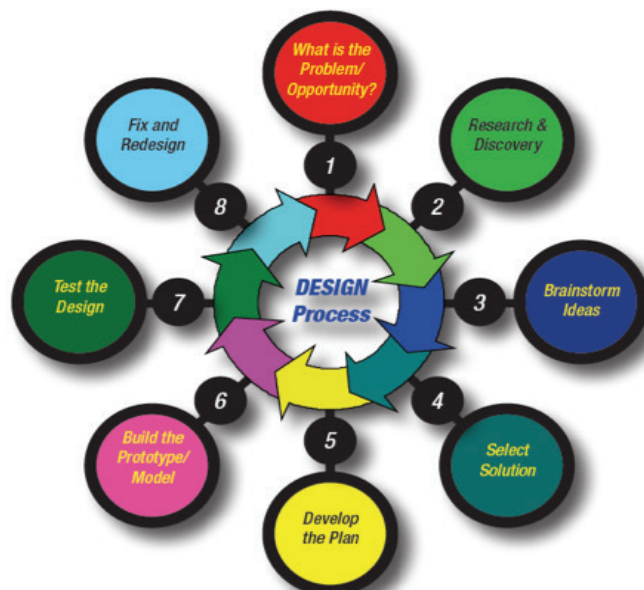 What is the
Problem/
Opportunity?
1
Research &
Discovery
2
Brainstorm
Ideas
3
Select
Solution
4
Develop
the Plan
5
Build the
Prototype/
Model
6
Test the
Design
7
Fix and
Redesign
8
DESIGN
Process